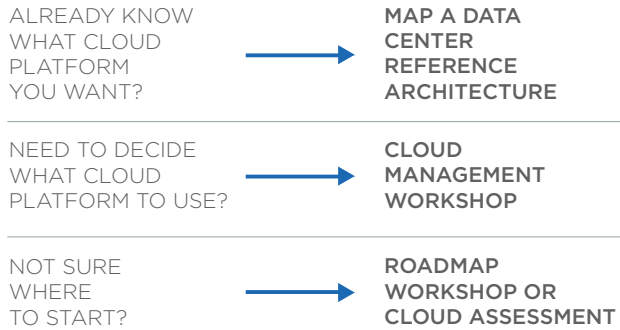 ALREADY KNOW
WHAT CLOUD
PLATFORM
YOU WANT?
MAP A DATA
CENTER
REFERENCE
ARCHITECTURE
NEED TO DECIDE
WHAT CLOUD
PLATFORM TO USE?
CLOUD
MANAGEMENT
WORKSHOP
NOT SURE
WHERE
TO START?
ROADMAP
WORKSHOP OR
CLOUD ASSESSMENT